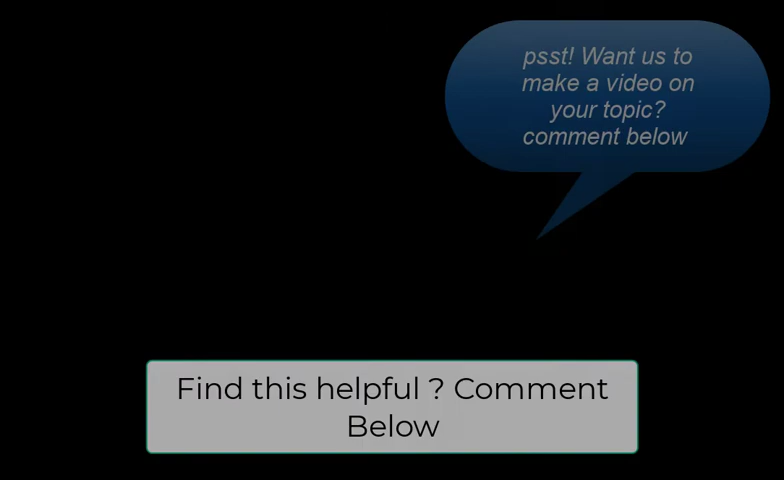 psst! Want us to
make a video on
your topic?
comment below
Find this helpful ? Comment
Below